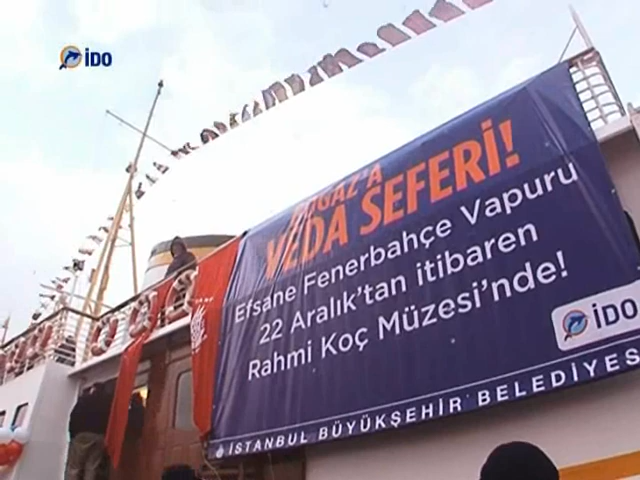 İDO
BOĞAZ'A
VEDA SEFERİ!
Efsane Fenerbahçe Vapuru
22 Aralık'tan itibaren
Rahmi Koç Müzesi'nde!
İDO
İSTANBUL BÜYÜKŞEHİR BELEDİYES